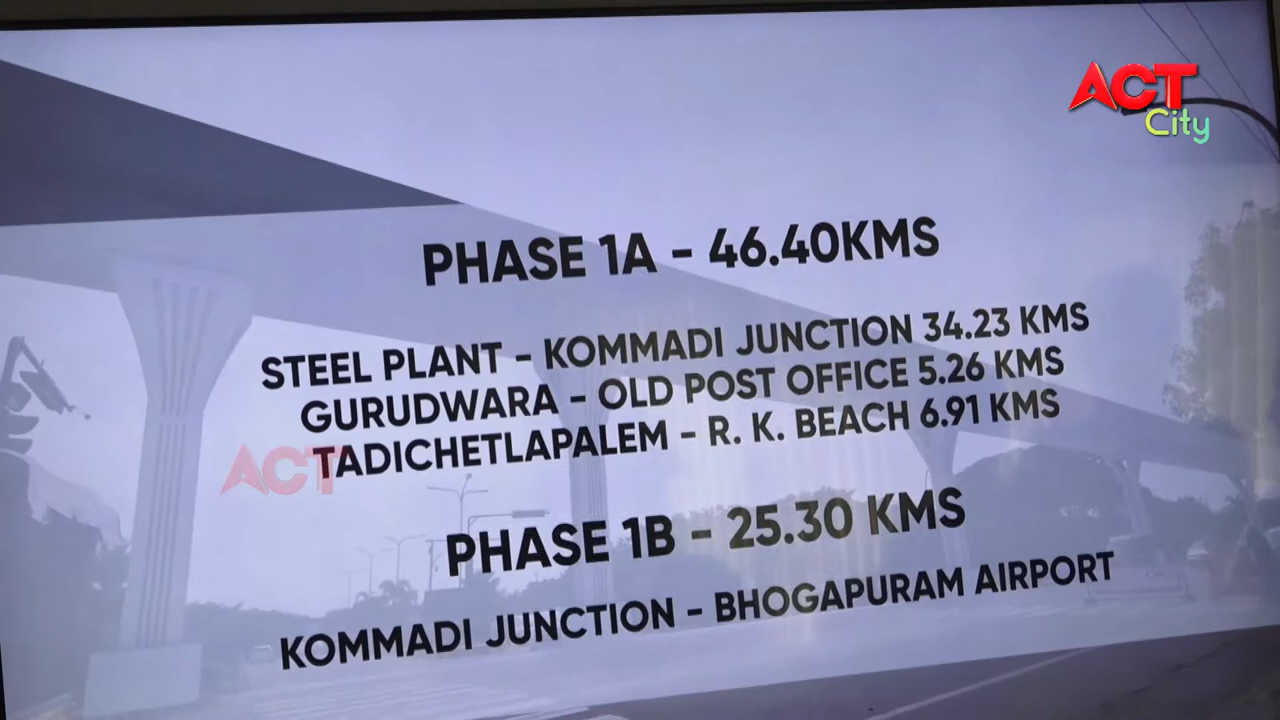 ACT
City
PHASE 1A - 46.40KMS
STEEL PLANT - KOMMADI JUNCTION 34.23 KMS
GURUDWARA - OLD POST OFFICE 5.26 KMS
TADICHETLAPALEM - R. K. BEACH 6.91 KMS
ACT
PHASE 1B - 25.30 KMS
KOMMADI JUNCTION - BHOGAPURAM AIRPORT